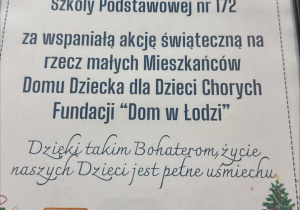 Szkoły Podstawowej nr 172
za wspaniałą akcję świąteczną na
rzecz małych Mieszkańców
Domu Dziecka dla Dzieci Chorych
Fundacji “Dom w Łodzi”
Dzięki takim Bohaterom, życie
naszych Dzieci jest pełne uśmiechu